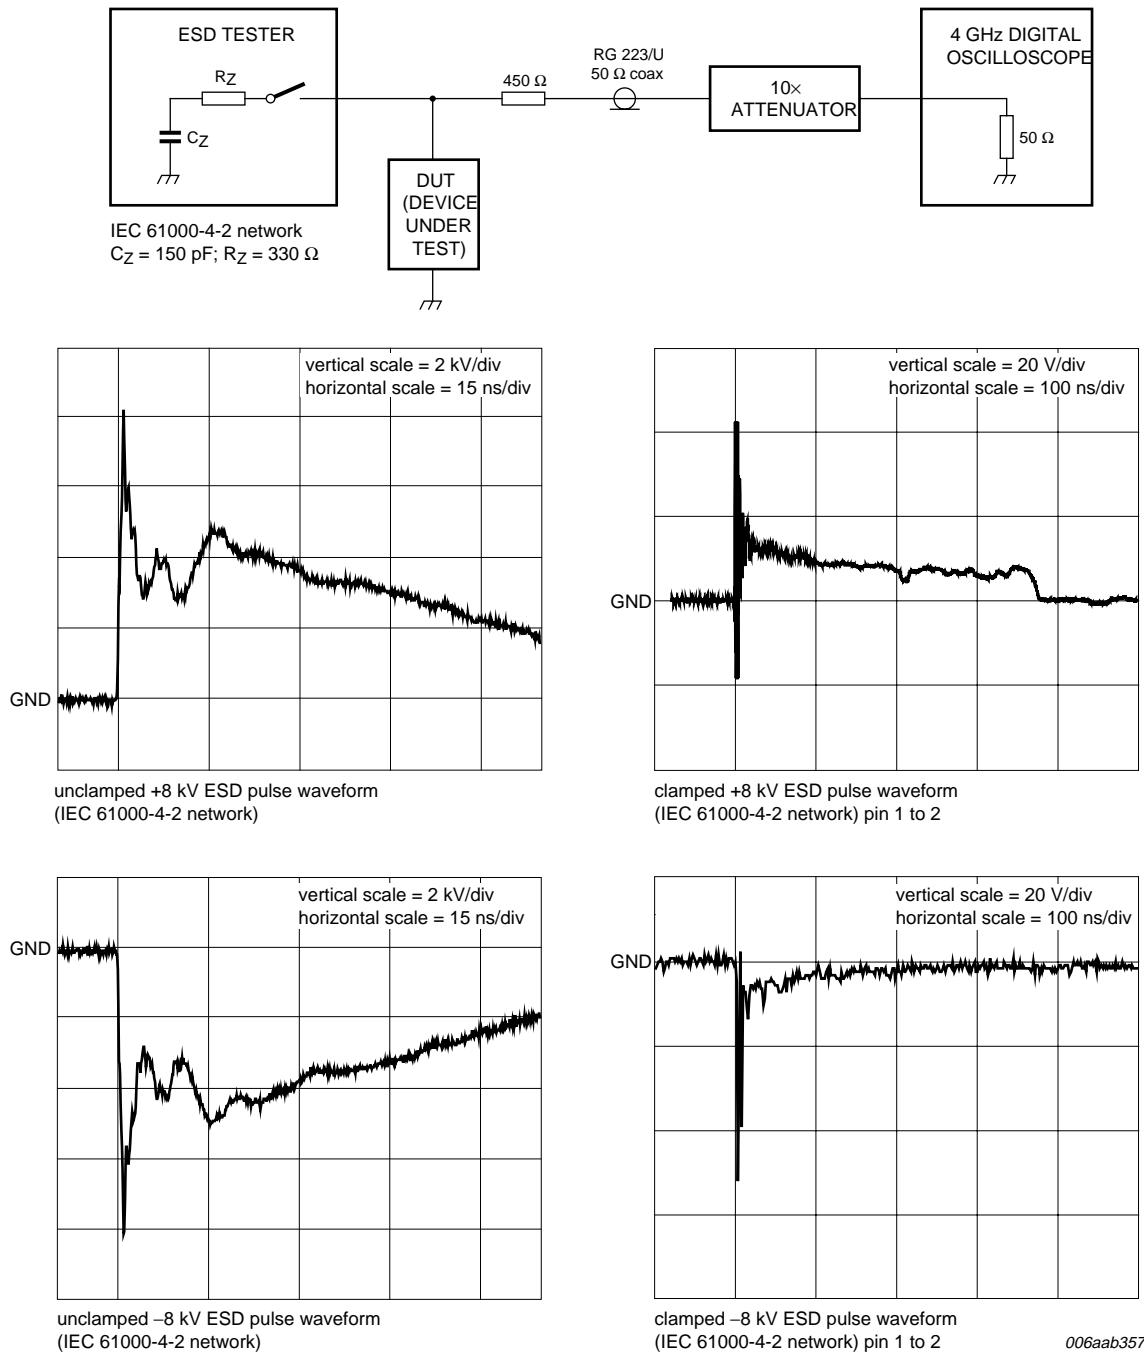 ESD TESTER
RZ
CZ
IEC 61000-4-2 network
CZ = 150 pF; RZ = 330 Ω
DUT
(DEVICE
UNDER
TEST)
450 Ω
RG 223/U
50 Ω coax
10×
ATTENUATOR
4 GHz DIGITAL
OSCILLOSCOPE
50 Ω
vertical scale = 2 kV/div
horizontal scale = 15 ns/div
GND
unclamped +8 kV ESD pulse waveform
(IEC 61000-4-2 network)
vertical scale = 20 V/div
horizontal scale = 100 ns/div
GND
clamped +8 kV ESD pulse waveform
(IEC 61000-4-2 network) pin 1 to 2
vertical scale = 2 kV/div
horizontal scale = 15 ns/div
GND
unclamped −8 kV ESD pulse waveform
(IEC 61000-4-2 network)
vertical scale = 20 V/div
horizontal scale = 100 ns/div
GND
clamped −8 kV ESD pulse waveform
(IEC 61000-4-2 network) pin 1 to 2
006aab357